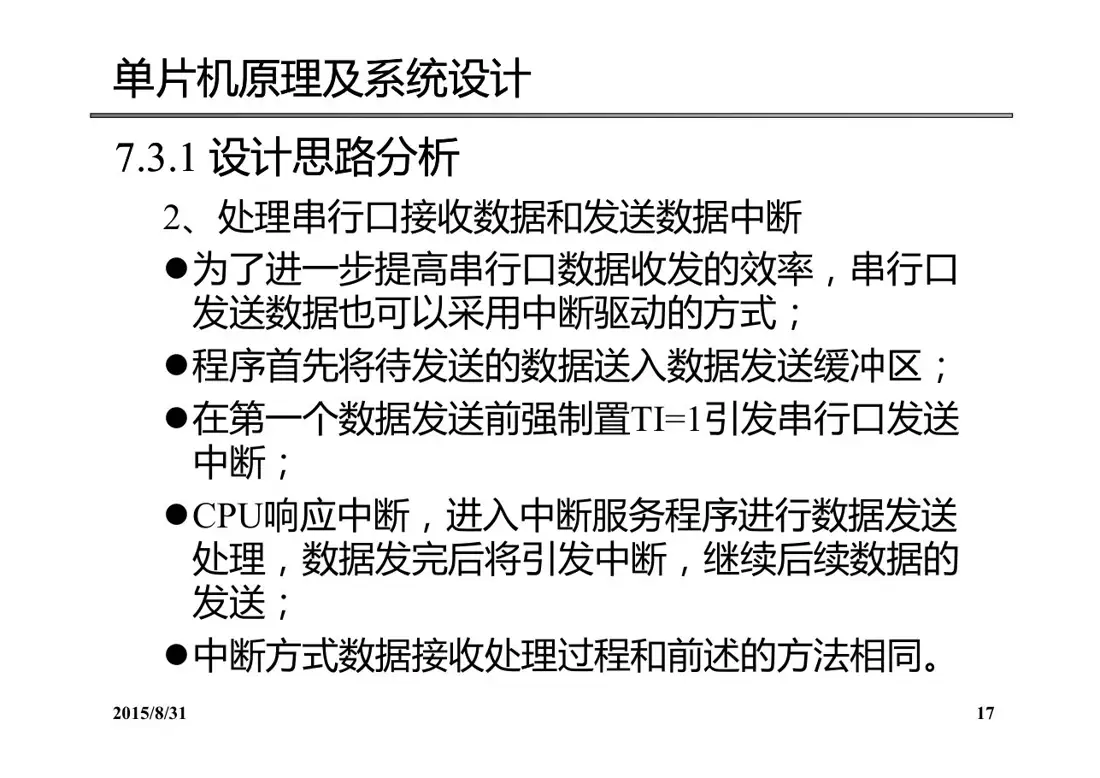 单片机原理及系统设计
7.3.1 设计思路分析
2、处理串行口接收数据和发送数据中断
●为了进一步提高串行口数据收发的效率，串行口
发送数据也可以采用中断驱动的方式；
●程序首先将待发送的数据送入数据发送缓冲区；
●在第一个数据发送前强制置TI=1引发串行口发送
中断；
●CPU响应中断，进入中断服务程序进行数据发送
处理，数据发完后将引发中断，继续后续数据的
发送；
●中断方式数据接收处理过程和前述的方法相同。
2015/8/31
17